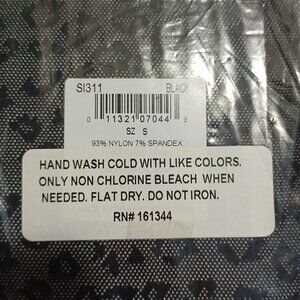 SI311 BLACK
0 11321 07044 3
SZ S
93% NYLON 7% SPANDEX
HAND WASH COLD WITH LIKE COLORS.
ONLY NON CHLORINE BLEACH WHEN
NEEDED. FLAT DRY. DO NOT IRON.
RN# 161344